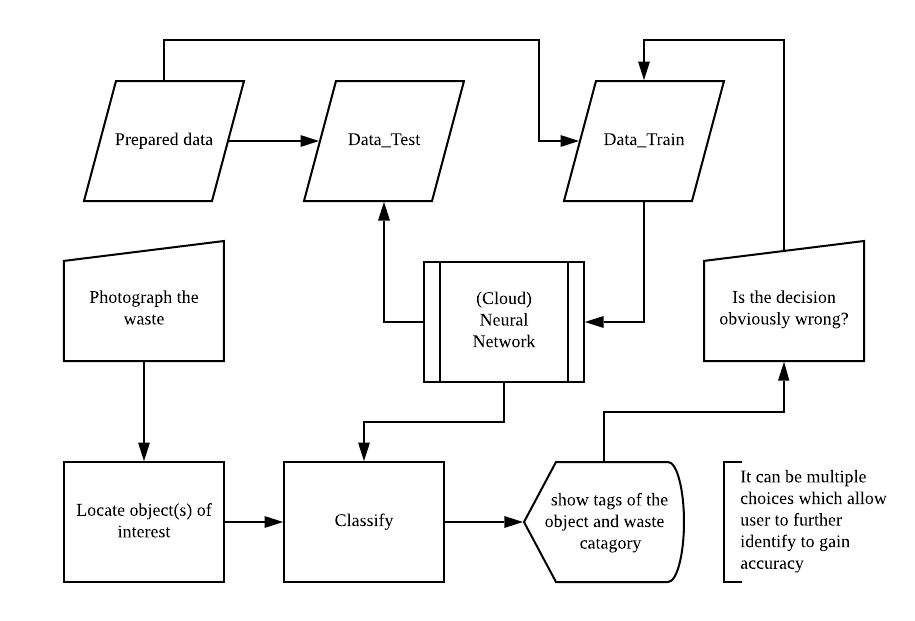 Prepared data
Data_Test
Data_Train
Photograph the
waste
(Cloud)
Neural
Network
Is the decision
obviously wrong?
Locate object(s) of
interest
Classify
show tags of the
object and waste
catagory
It can be multiple
choices which allow
user to further
identify to gain
accuracy